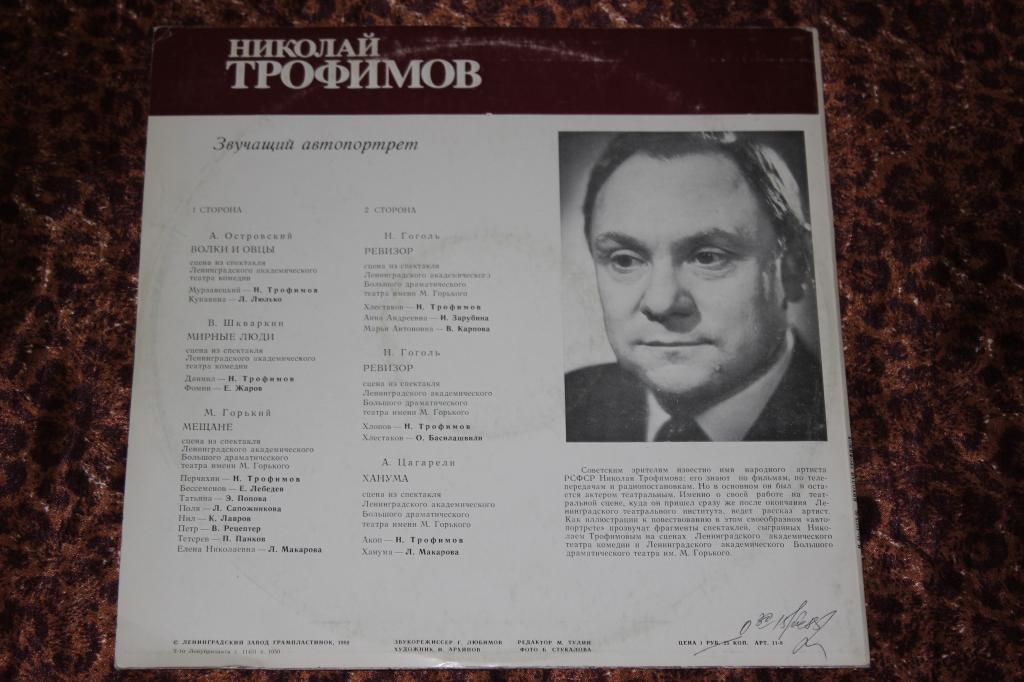 НИКОЛАЙ
ТРОФИМОВ
Звучащий автопортрет
1 СТОРОНА
А. Островский
ВОЛКИ И ОВЦЫ
сцена из спектакля
Ленинградского академического
театра комедии
Мурзавецкий — Н. Трофимов
Купавина — Л. Люлько
В. Шкваркин
МИРНЫЕ ЛЮДИ
сцена из спектакля
Ленинградского академического
театра комедии
Даниил — Н. Трофимов
Фомин — Е. Жаров
М. Горький
МЕЩАНЕ
сцена из спектакля
Ленинградского академического
Большого драматического
театра имени М. Горького
Перчихин — Н. Трофимов
Бессеменов — Е. Лебедев
Татьяна — Э. Попова
Поля — Л. Сапожникова
Нил — К. Лавров
Петр — В. Рецептер
Тетерев — П. Панков
Елена Николаевна — Л. Макарова
2 СТОРОНА
Н. Гоголь
РЕВИЗОР
сцена из спектакля
Ленинградского академического
Большого драматического
театра имени М. Горького
Хлестаков — Н. Трофимов
Анна Андреевна — И. Зарубина
Марья Антоновна — В. Карпова
Н. Гоголь
РЕВИЗОР
сцена из спектакля
Ленинградского академического
Большого драматического
театра имени М. Горького
Хлопов — Н. Трофимов
Хлестаков — О. Басилашвили
А. Цагарели
ХАНУМА
сцена из спектакля
Ленинградского академического
Большого драматического
театра имени М. Горького
Акоп — Н. Трофимов
Ханума — Л. Макарова
Советским зрителям известно имя народного артиста
РСФСР Николая Трофимова: его знают по фильмам, по теле-
передачам и радиопостановкам. Но в основном он был и оста-
ется актером театральным. Именно о своей работе на теат-
ральной сцене, куда он пришел сразу же после окончания Ле-
нинградского театрального института, ведет рассказ артист.
Как иллюстрации к повествованию в этом своеобразном «авто-
портрете» прозвучат фрагменты спектаклей, сыгранных Нико-
лаем Трофимовым на сценах Ленинградского академического
театра комедии и Ленинградского академического Большого
драматического театра им. М. Горького.
© ЛЕНИНГРАДСКИЙ ЗАВОД ГРАМПЛАСТИНОК,
ЗВУКОРЕЖИССЕР Г. ЛЮБИМОВ
ХУДОЖНИК И. АРХИПОВ
РЕДАКТОР М. ТУЛИН
ФОТО Б. СТУКАЛОВА
ЦЕНА 1 РУБ. КОП. АРТ. 11-8